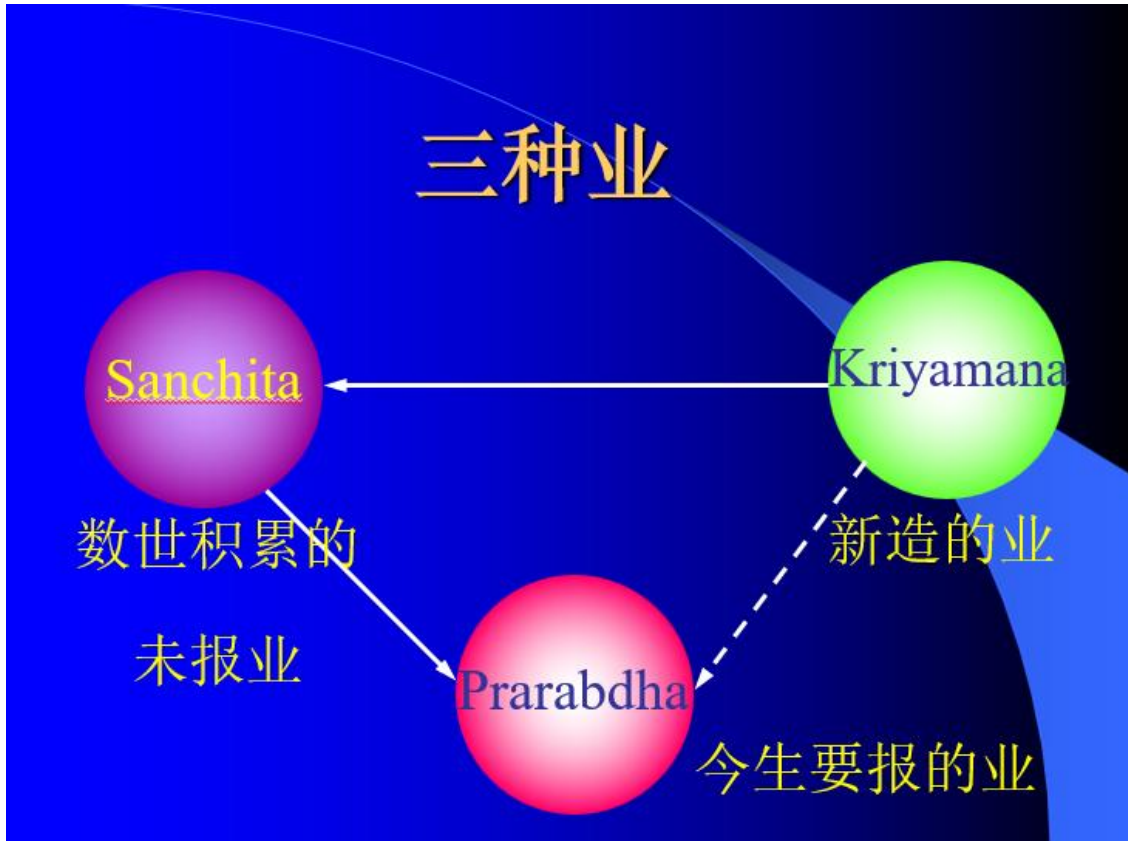 三种业
Sanchita
Kriyamana
数世积累的
未报业
新造的业
Prarabdha
今生要报的业